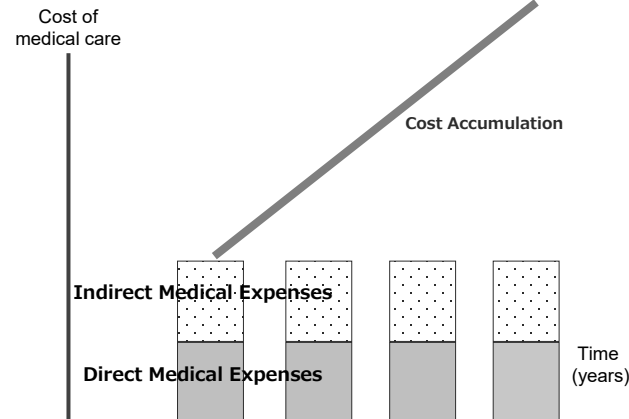 Cost of
medical care
Cost Accumulation
Indirect Medical Expenses
Direct Medical Expenses
Time
(years)